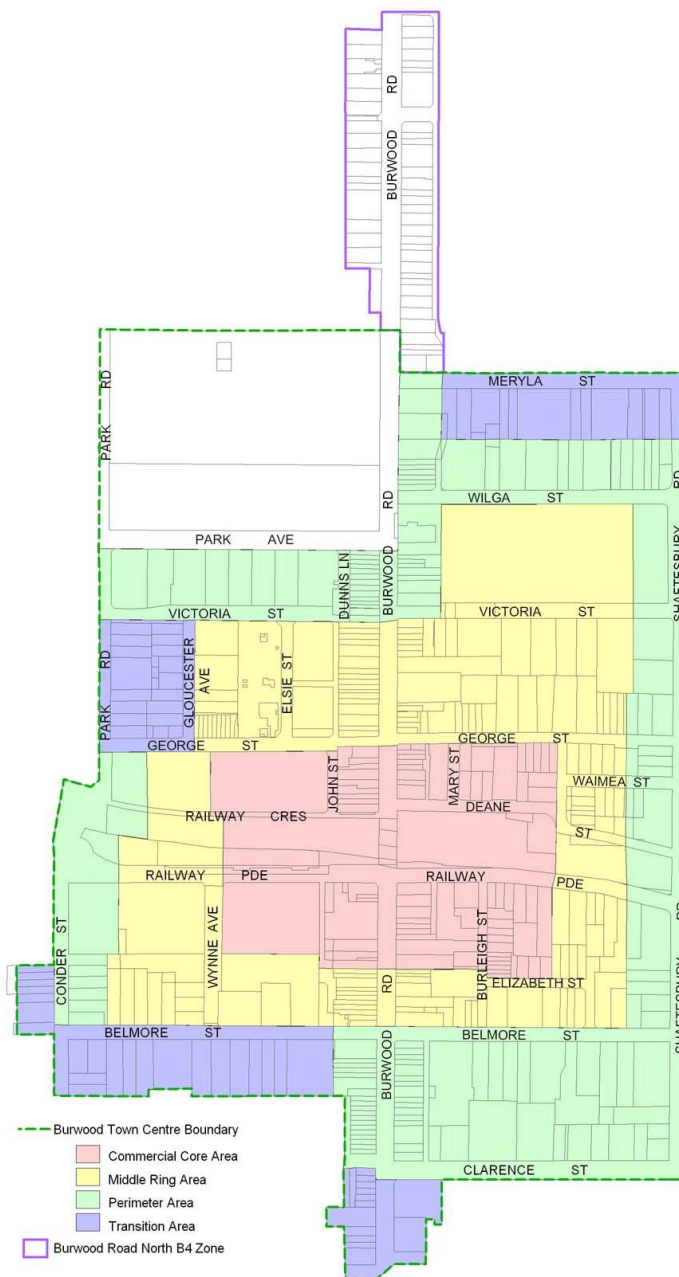 BURWOOD RD
MERYLA ST
PARK RD
BURWOOD RD
WILGA ST
SHAFTESBURY RD
PARK AVE
DUNNS LN
VICTORIA ST
VICTORIA ST
PARK RD
GLOUCESTER AVE
ELSIE ST
GEORGE ST
GEORGE ST
JOHN ST
MARY ST
WAIMEA ST
RAILWAY CRES
DEANE ST
RAILWAY PDE
RAILWAY PDE
CONDER ST
WYNNE AVE
BURLEIGH ST
ELIZABETH ST
BURWOOD RD
SHAFTESBURY RD
BELMORE ST
BELMORE ST
CLARENCE ST
Burwood Town Centre Boundary
Commercial Core Area
Middle Ring Area
Perimeter Area
Transition Area
Burwood Road North B4 Zone